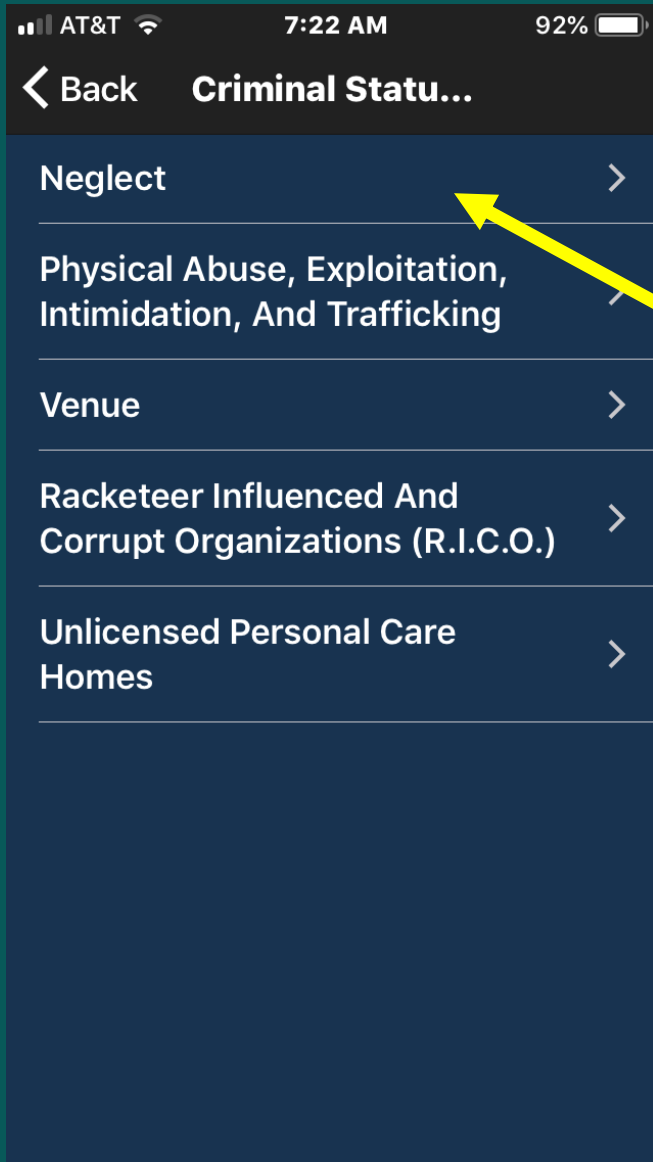 AT&T 7:22 AM 92%
Back Criminal Statu...
Neglect
Physical Abuse, Exploitation,
Intimidation, And Trafficking
Venue
Racketeer Influenced And
Corrupt Organizations (R.I.C.O.)
Unlicensed Personal Care
Homes